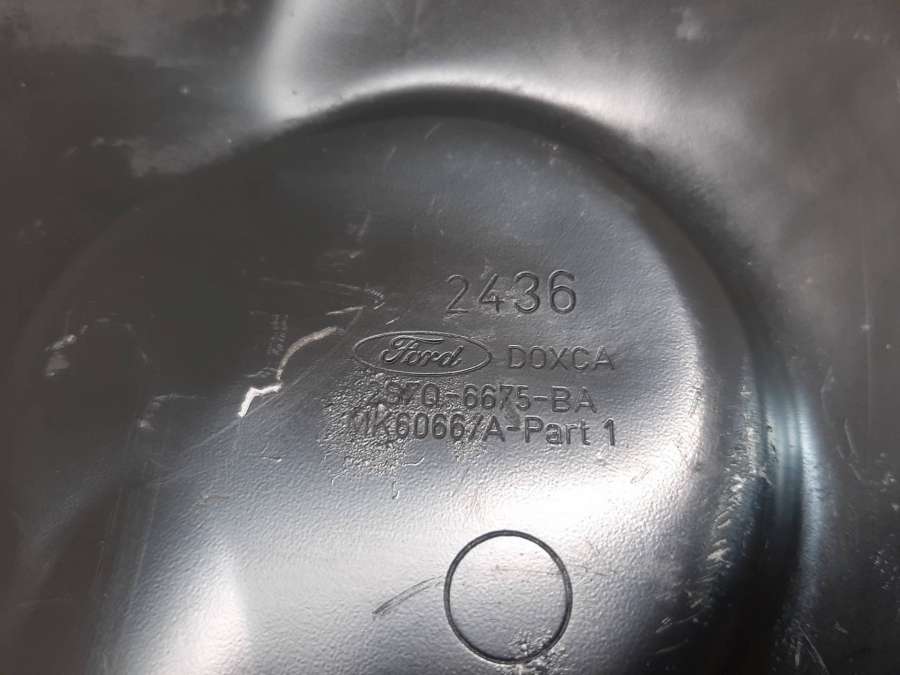 2436
Ford DOXCA
2S7Q-6675-BA
MK6066/A-Part 1